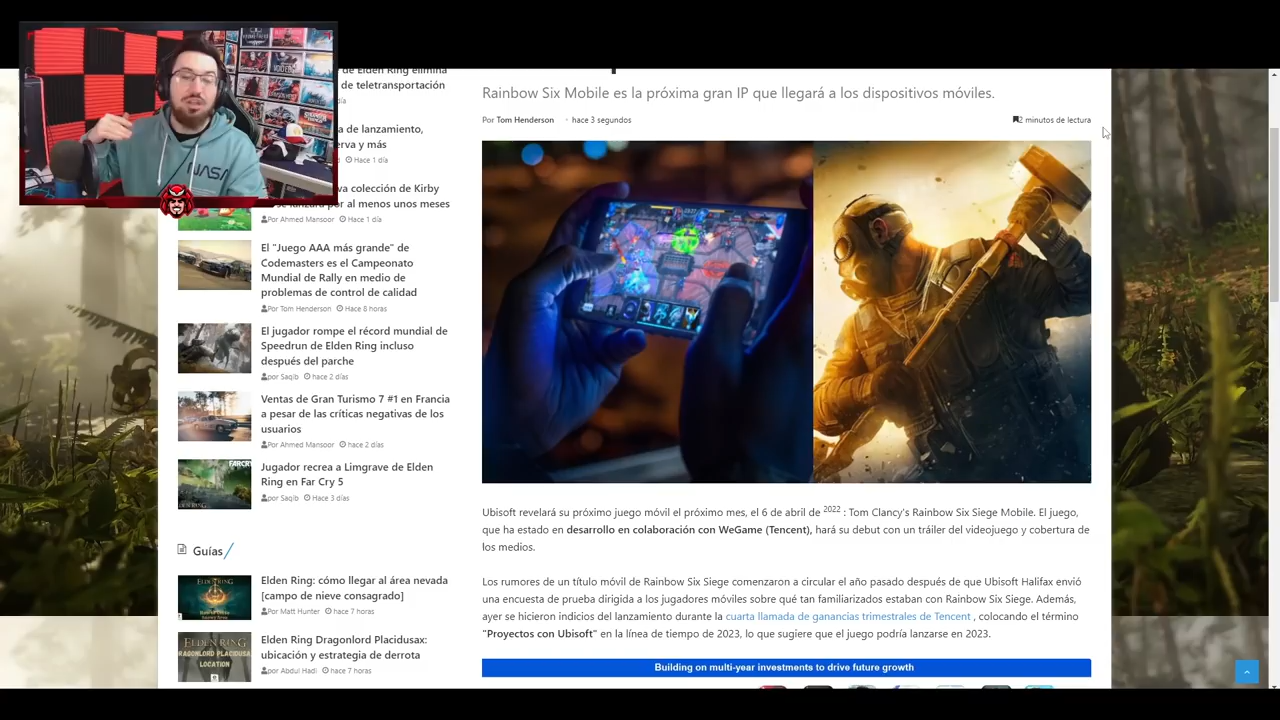 NASA
de Elden Ring elimina
de teletransportación
día
a de lanzamiento,
erva y más
Hace 1 día
va colección de Kirby
se lanzará por al menos unos meses
Por Ahmed Mansoor Hace 1 día
El "Juego AAA más grande" de
Codemasters es el Campeonato
Mundial de Rally en medio de
problemas de control de calidad
Por Tom Henderson Hace 8 horas
El jugador rompe el récord mundial de
Speedrun de Elden Ring incluso
después del parche
por Saqib hace 2 días
Ventas de Gran Turismo 7 #1 en Francia
a pesar de las críticas negativas de los
usuarios
Por Ahmed Mansoor hace 2 días
Jugador recrea a Limgrave de Elden
Ring en Far Cry 5
por Saqib Hace 3 días
Guías
Elden Ring: cómo llegar al área nevada
[campo de nieve consagrado]
Por Matt Hunter hace 7 horas
Elden Ring Dragonlord Placidusax:
ubicación y estrategia de derrota
por Abdul Hadi hace 7 horas
Rainbow Six Mobile es la próxima gran IP que llegará a los dispositivos móviles.
Por Tom Henderson hace 3 segundos
2 minutos de lectura
Ubisoft revelará su próximo juego móvil el próximo mes, el 6 de abril de 2022 : Tom Clancy's Rainbow Six Siege Mobile. El juego,
que ha estado en desarrollo en colaboración con WeGame (Tencent), hará su debut con un tráiler del videojuego y cobertura de
los medios.
Los rumores de un título móvil de Rainbow Six Siege comenzaron a circular el año pasado después de que Ubisoft Halifax envió
una encuesta de prueba dirigida a los jugadores móviles sobre qué tan familiarizados estaban con Rainbow Six Siege. Además,
ayer se hicieron indicios del lanzamiento durante la cuarta llamada de ganancias trimestrales de Tencent , colocando el término
"Proyectos con Ubisoft" en la línea de tiempo de 2023, lo que sugiere que el juego podría lanzarse en 2023.
Building on multi-year investments to drive future growth